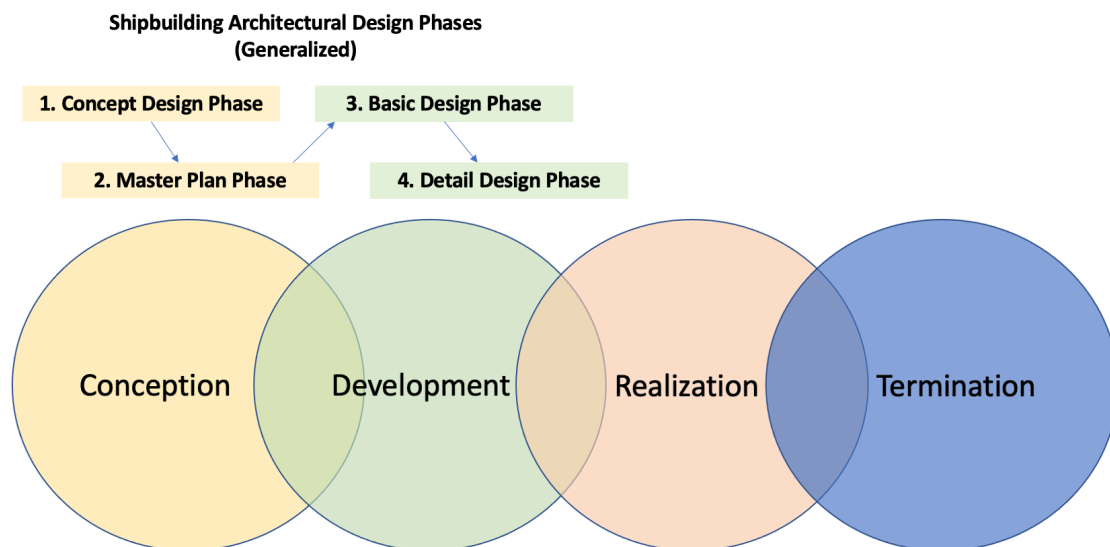 Shipbuilding Architectural Design Phases
(Generalized)
1. Concept Design Phase
2. Master Plan Phase
3. Basic Design Phase
4. Detail Design Phase
Conception
Development
Realization
Termination